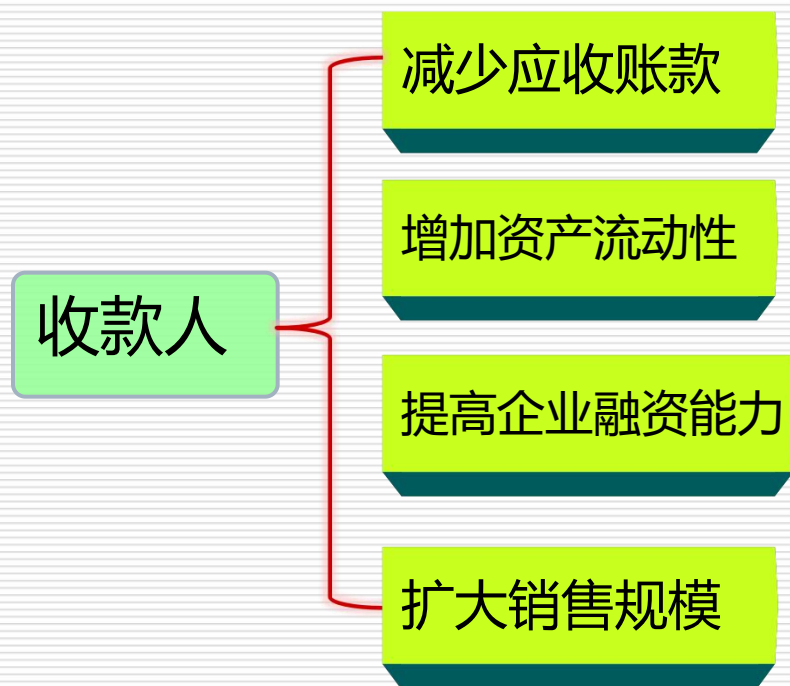 减少应收账款
增加资产流动性
收款人
提高企业融资能力
扩大销售规模